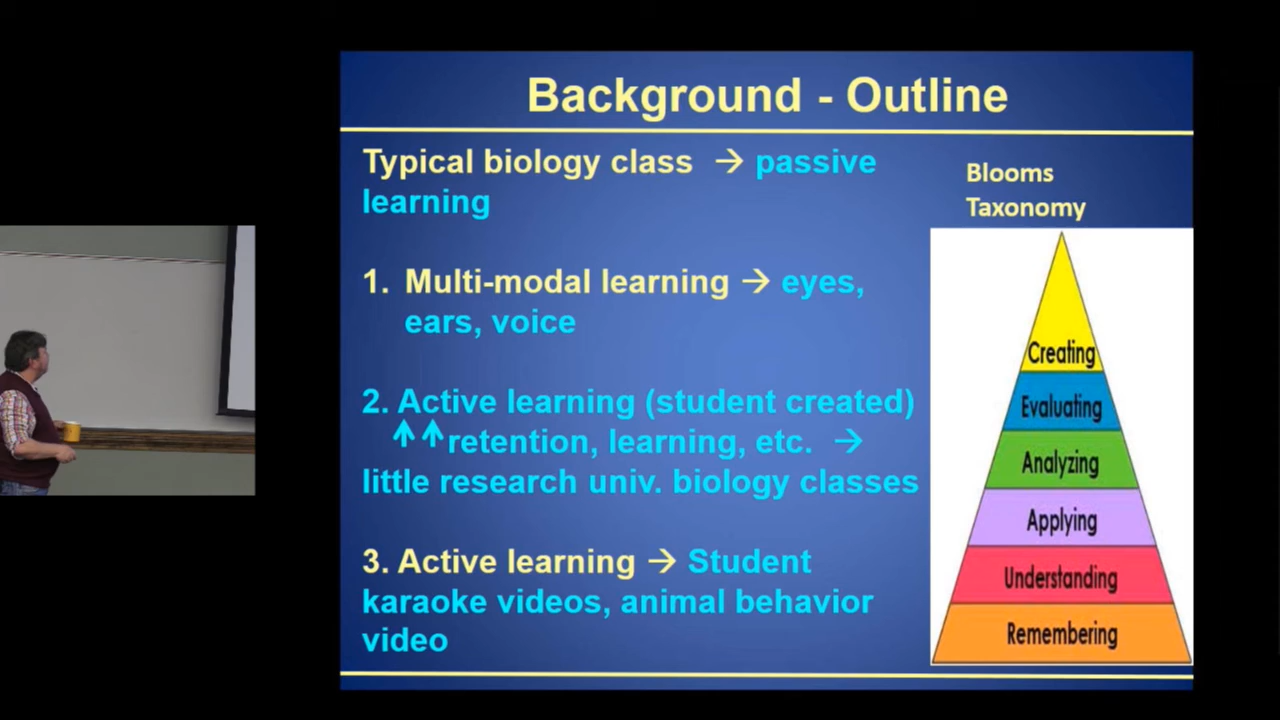 Background - Outline
Typical biology class → passive
learning
1. Multi-modal learning → eyes,
ears, voice
2. Active learning (student created)
↑↑retention, learning, etc. →
little research univ. biology classes
3. Active learning → Student
karaoke videos, animal behavior
video
Blooms
Taxonomy
Creating
Evaluating
Analyzing
Applying
Understanding
Remembering